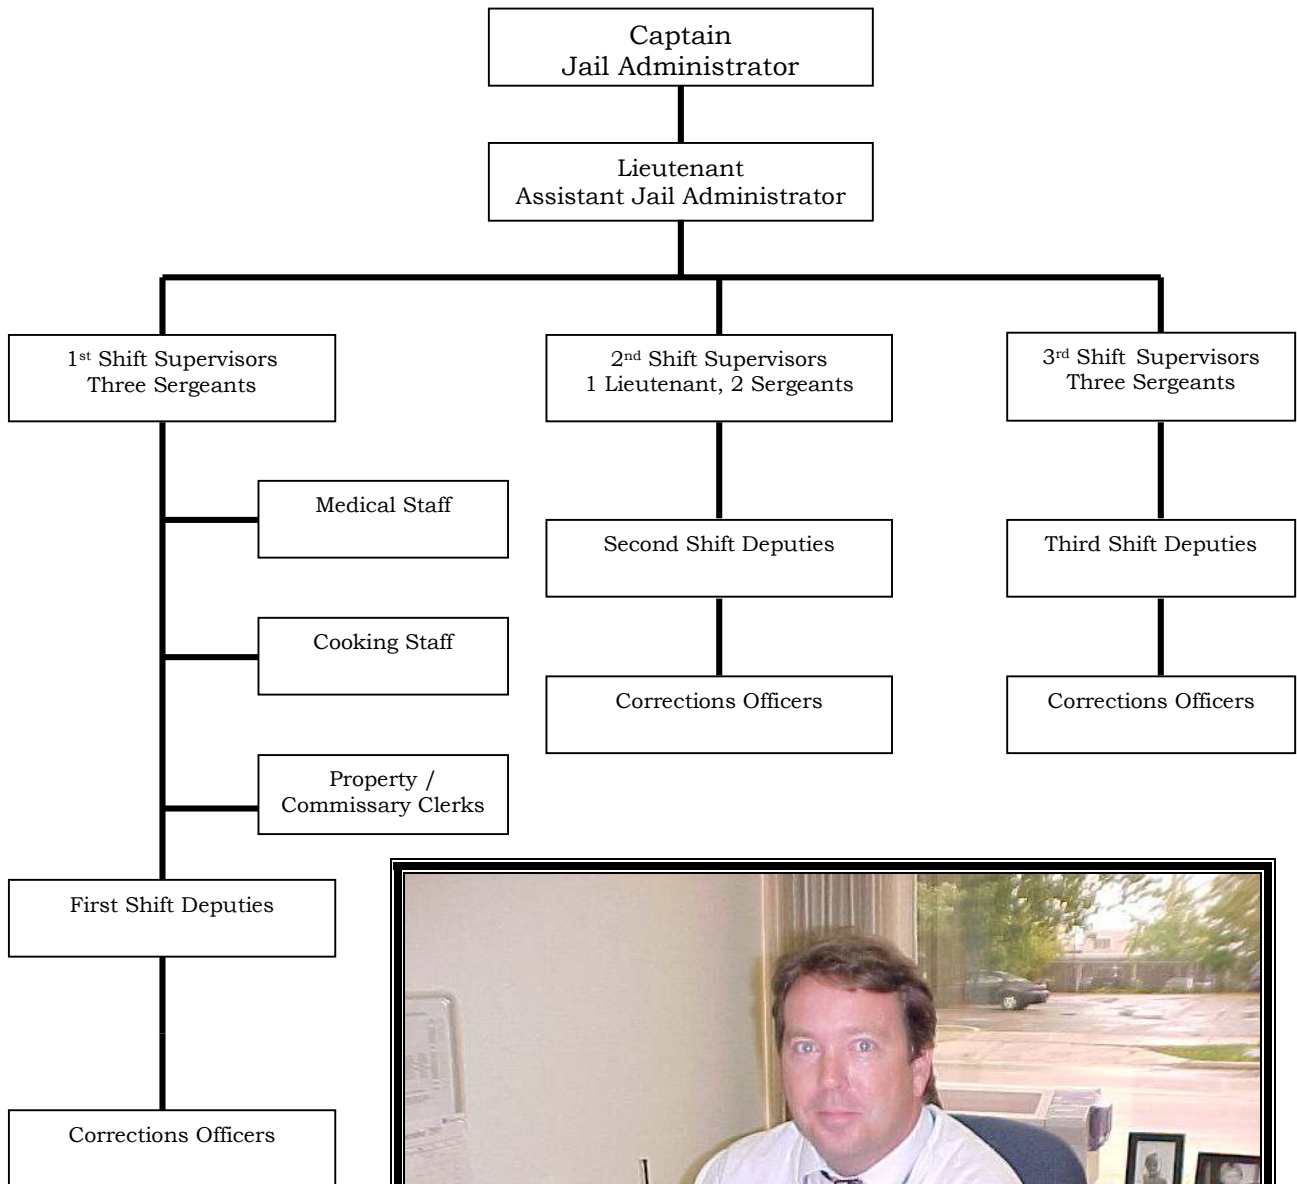 Captain
Jail Administrator
Lieutenant
Assistant Jail Administrator
1st Shift Supervisors
Three Sergeants
2nd Shift Supervisors
1 Lieutenant, 2 Sergeants
3rd Shift Supervisors
Three Sergeants
Medical Staff
Second Shift Deputies
Third Shift Deputies
Cooking Staff
Corrections Officers
Corrections Officers
Property /
Commissary Clerks
First Shift Deputies
Corrections Officers